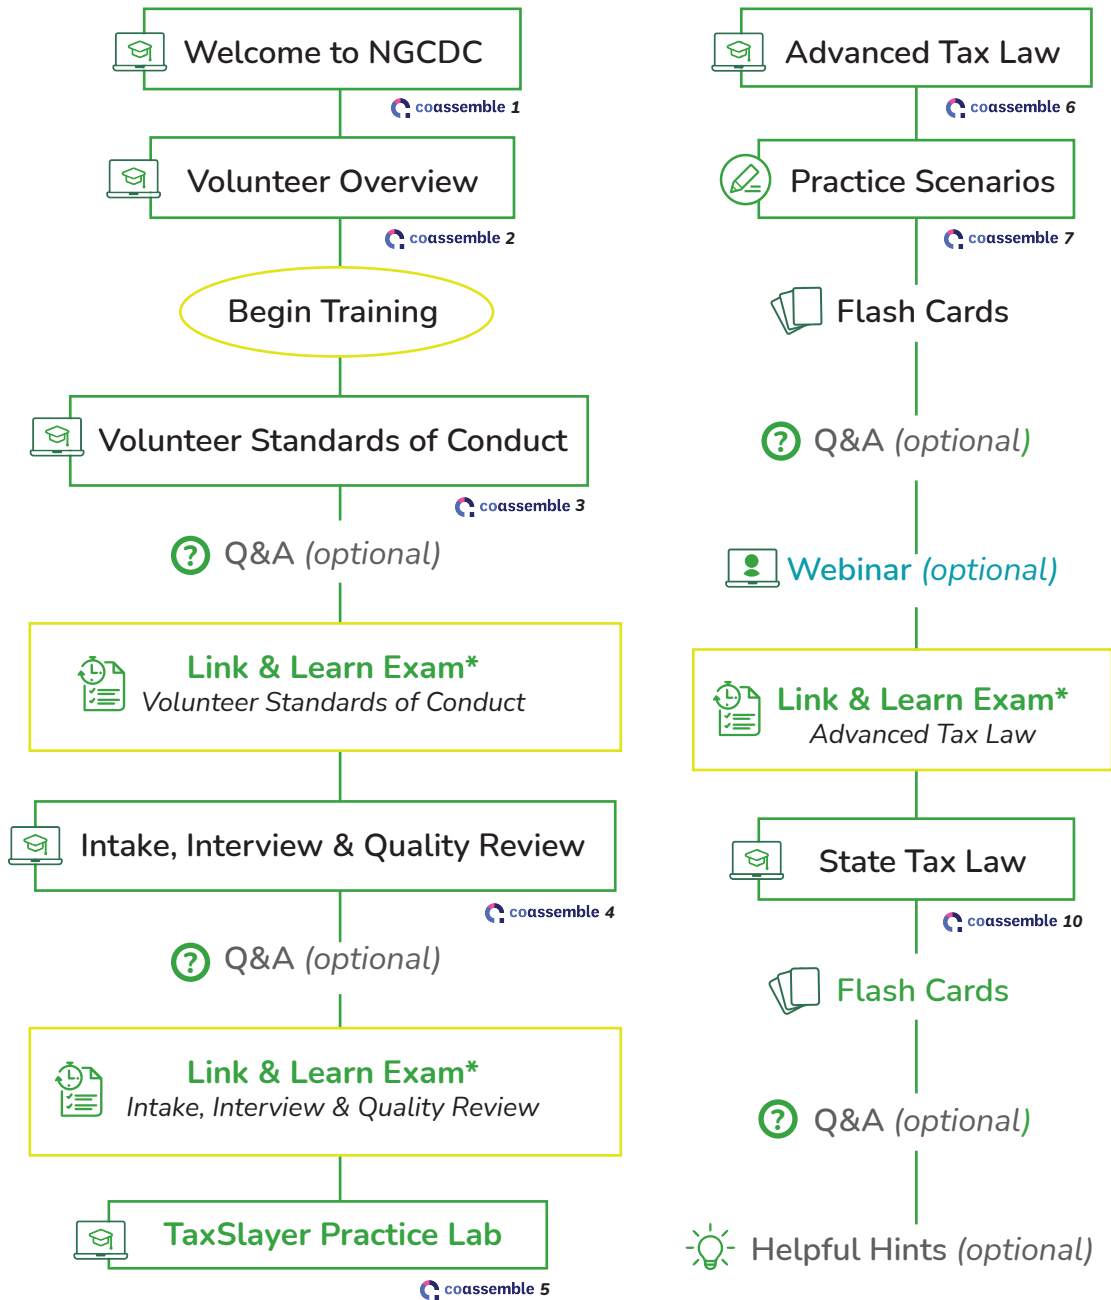 Welcome to NGCDC
coassemble 1
Volunteer Overview
coassemble 2
Begin Training
Volunteer Standards of Conduct
coassemble 3
Q&A (optional)
Link & Learn Exam*
Volunteer Standards of Conduct
Intake, Interview & Quality Review
coassemble 4
Q&A (optional)
Link & Learn Exam*
Intake, Interview & Quality Review
TaxSlayer Practice Lab
coassemble 5
Advanced Tax Law
coassemble 6
Practice Scenarios
coassemble 7
Flash Cards
Q&A (optional)
Webinar (optional)
Link & Learn Exam*
Advanced Tax Law
State Tax Law
coassemble 10
Flash Cards
Q&A (optional)
Helpful Hints (optional)